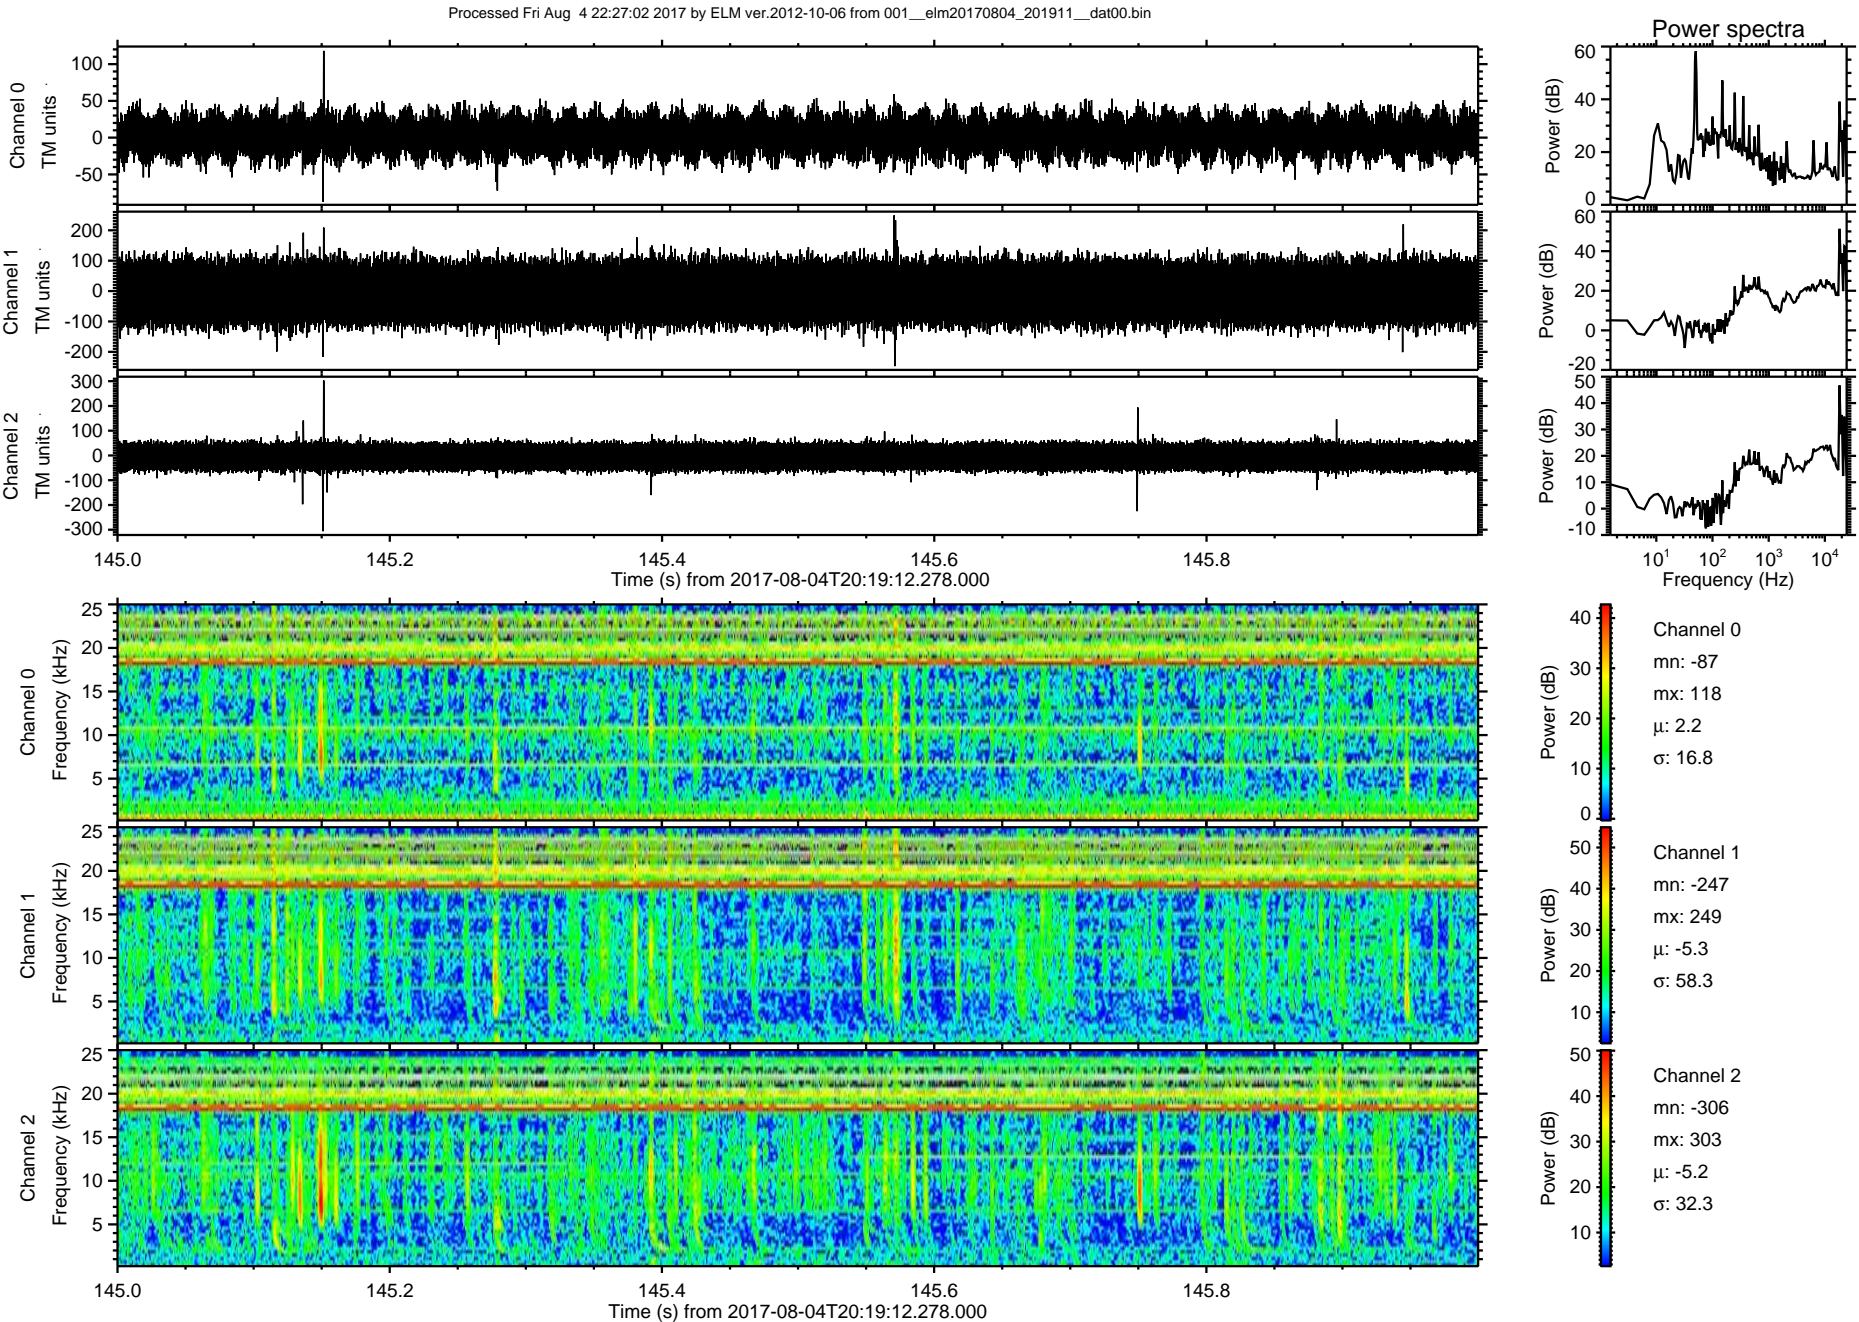 Processed Fri Aug  4 22:27:02 2017 by ELM ver.2012-10-06 from 001__elm20170804_201911__dat00.bin
Power spectra
Channel 0
TM units
100
50
0
-50
Power (dB)
60
40
20
0
Channel 1
TM units
200
100
0
-100
-200
Power (dB)
60
40
20
0
-20
Channel 2
TM units
300
200
100
0
-100
-200
-300
Power (dB)
50
40
30
20
10
0
-10
145.0 145.2 145.4 145.6 145.8
Time (s) from 2017-08-04T20:19:12.278.000
10¹ 10² 10³ 10⁴
Frequency (Hz)
Channel 0
Frequency (kHz)
25
20
15
10
5
Power (dB)
40
30
20
10
0
Channel 0
mn: -87
mx: 118
μ: 2.2
σ: 16.8
Channel 1
Frequency (kHz)
25
20
15
10
5
Power (dB)
50
40
30
20
10
Channel 1
mn: -247
mx: 249
μ: -5.3
σ: 58.3
Channel 2
Frequency (kHz)
25
20
15
10
5
Power (dB)
50
40
30
20
10
Channel 2
mn: -306
mx: 303
μ: -5.2
σ: 32.3
145.0 145.2 145.4 145.6 145.8
Time (s) from 2017-08-04T20:19:12.278.000